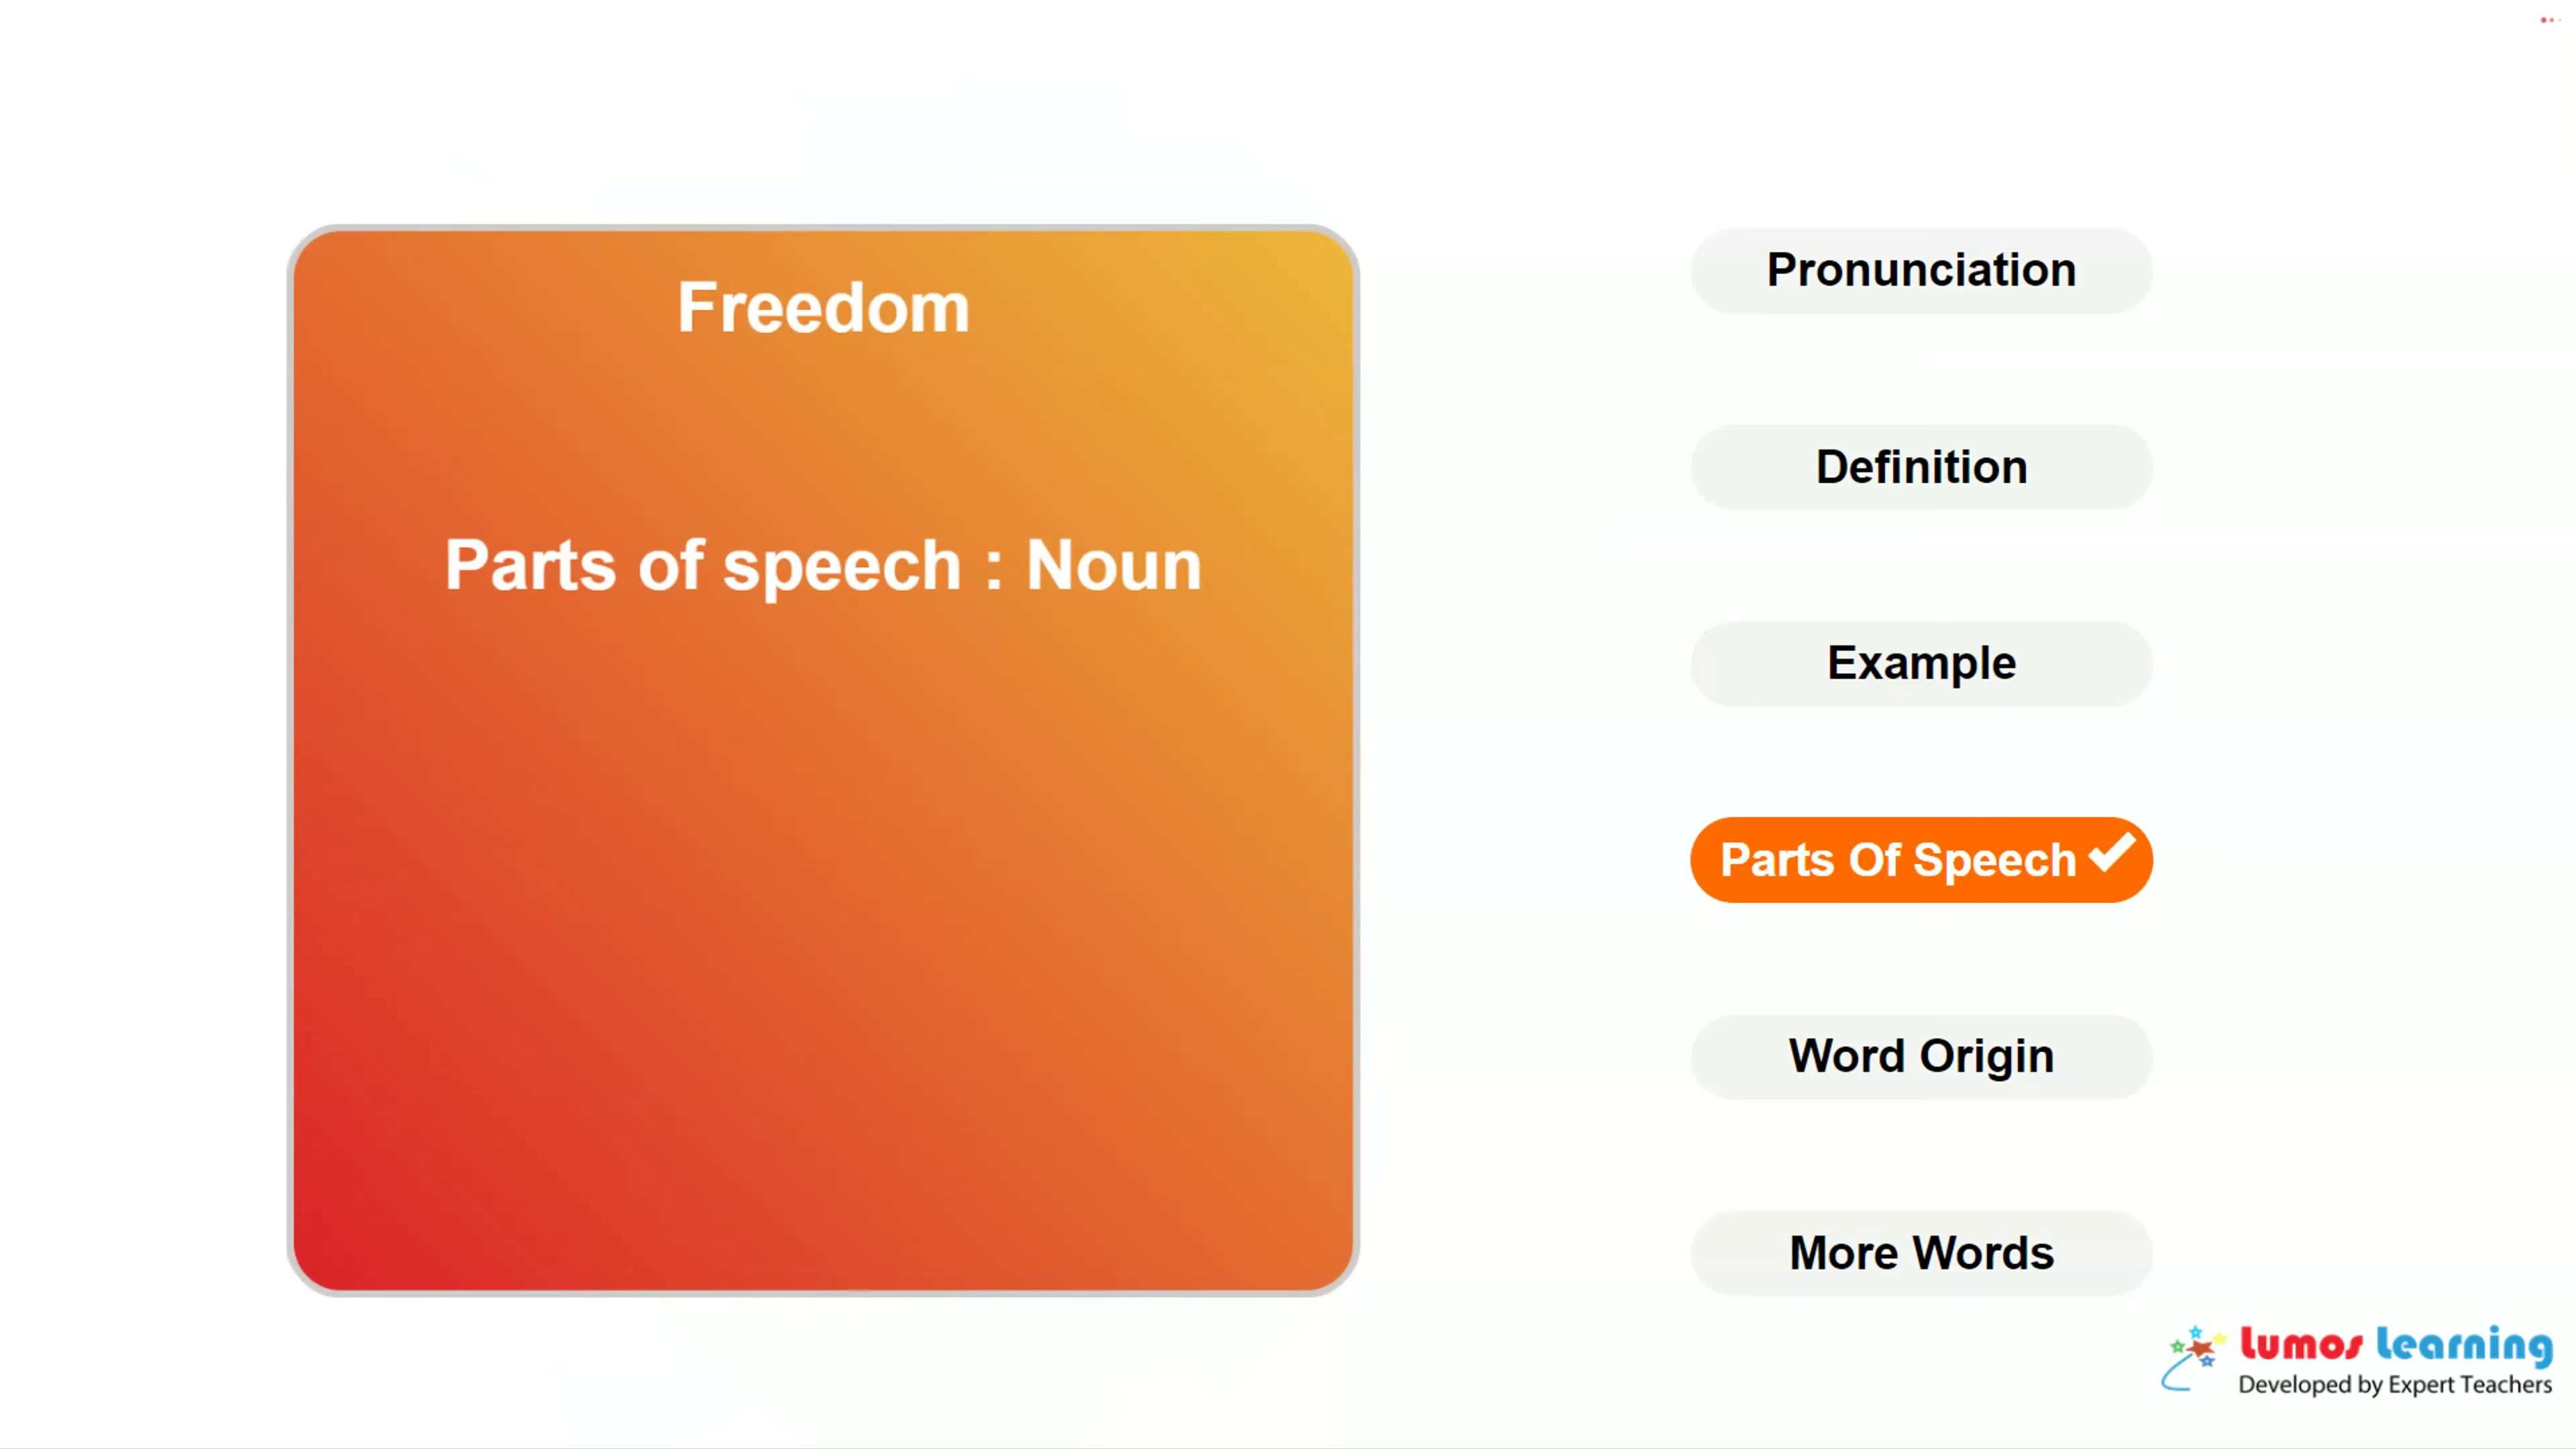 Freedom
Parts of speech : Noun
Pronunciation
Definition
Example
Parts Of Speech
Word Origin
More Words
Lumos Learning
Developed by Expert Teachers